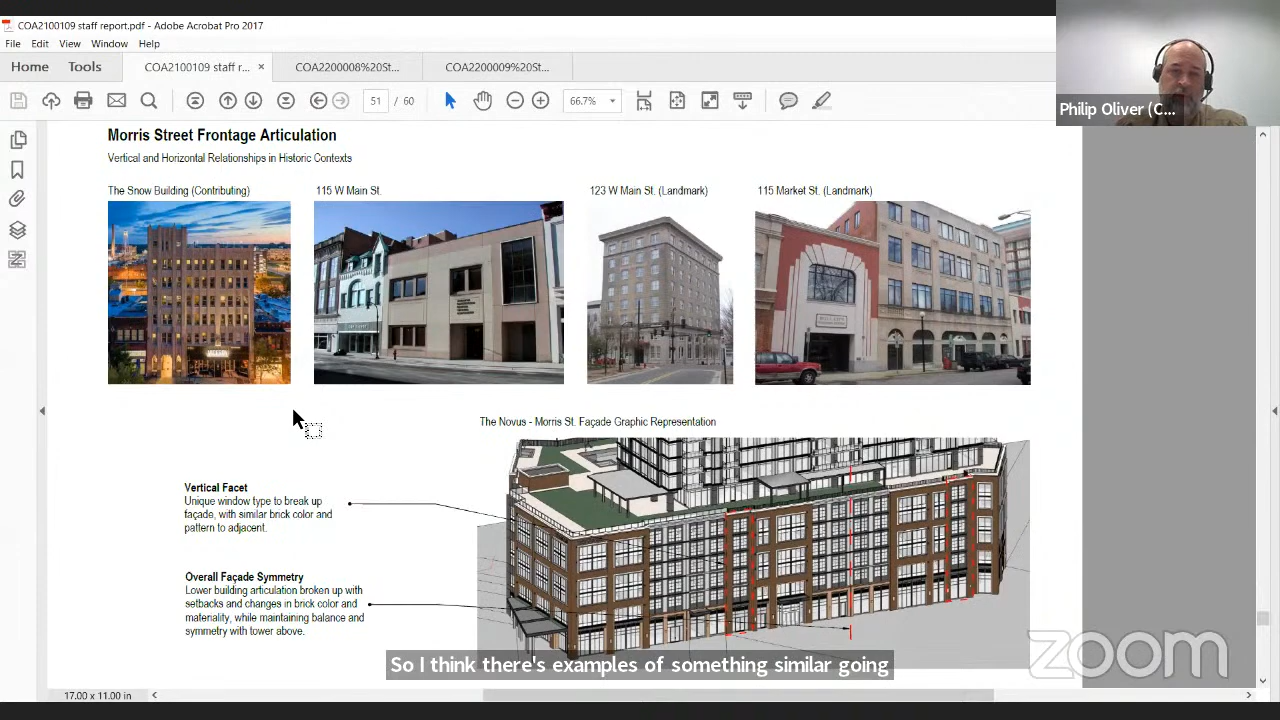 COA2100109 staff report.pdf - Adobe Acrobat Pro 2017
File Edit View Window Help
Home Tools COA2100109 staff r... × COA2200008%20St... COA2200009%20St...
51 / 60 66.7%
Philip Oliver (C...
Morris Street Frontage Articulation
Vertical and Horizontal Relationships in Historic Contexts
The Snow Building (Contributing) 115 W Main St. 123 W Main St. (Landmark) 115 Market St. (Landmark)
The Novus - Morris St. Façade Graphic Representation
Vertical Facet
Unique window type to break up
façade, with similar brick color and
pattern to adjacent.
Overall Façade Symmetry
Lower building articulation broken up with
setbacks and changes in brick color and
materiality, while maintaining balance and
symmetry with tower above.
So I think there's examples of something similar going
zoom
17.00 x 11.00 in